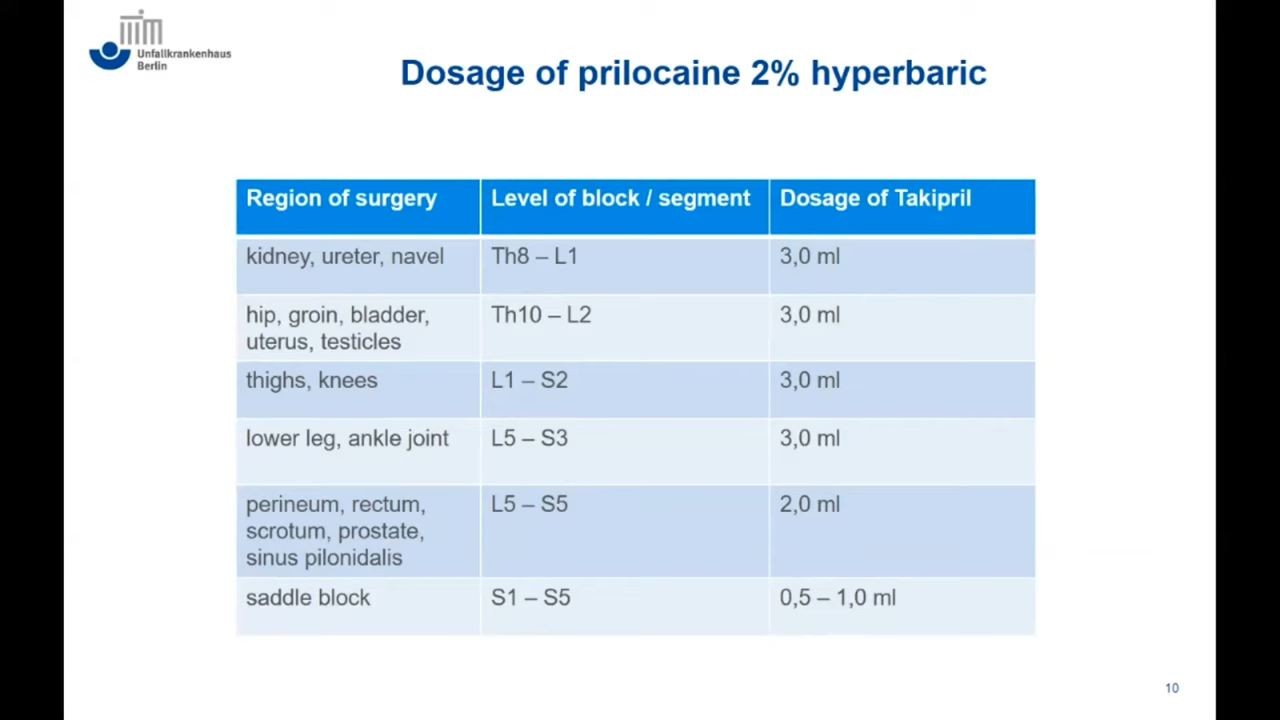 Unfallkrankenhaus
Berlin
Dosage of prilocaine 2% hyperbaric
Region of surgery
Level of block / segment
Dosage of Takipril
kidney, ureter, navel
Th8 – L1
3,0 ml
hip, groin, bladder,
uterus, testicles
Th10 – L2
3,0 ml
thighs, knees
L1 – S2
3,0 ml
lower leg, ankle joint
L5 – S3
3,0 ml
perineum, rectum,
scrotum, prostate,
sinus pilonidalis
L5 – S5
2,0 ml
saddle block
S1 – S5
0,5 – 1,0 ml
10